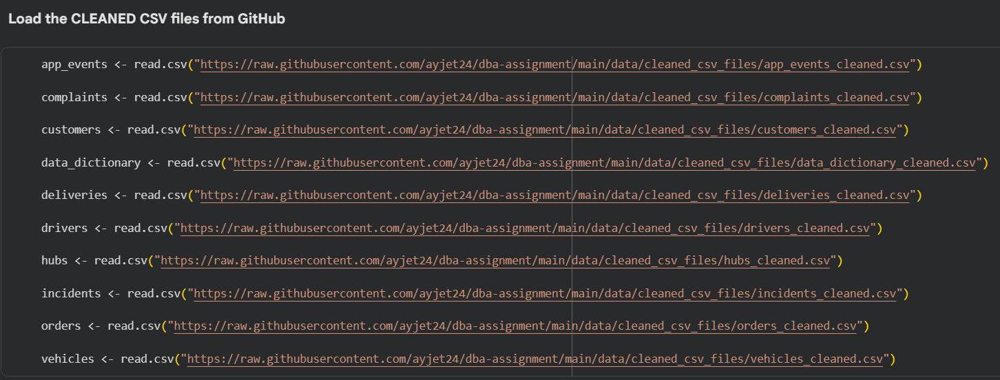 Load the CLEANED CSV files from GitHub
app_events <- read.csv("https://raw.githubusercontent.com/ayjet24/dba-assignment/main/data/cleaned_csv_files/app_events_cleaned.csv")
complaints <- read.csv("https://raw.githubusercontent.com/ayjet24/dba-assignment/main/data/cleaned_csv_files/complaints_cleaned.csv")
customers <- read.csv("https://raw.githubusercontent.com/ayjet24/dba-assignment/main/data/cleaned_csv_files/customers_cleaned.csv")
data_dictionary <- read.csv("https://raw.githubusercontent.com/ayjet24/dba-assignment/main/data/cleaned_csv_files/data_dictionary_cleaned.csv")
deliveries <- read.csv("https://raw.githubusercontent.com/ayjet24/dba-assignment/main/data/cleaned_csv_files/deliveries_cleaned.csv")
drivers <- read.csv("https://raw.githubusercontent.com/ayjet24/dba-assignment/main/data/cleaned_csv_files/drivers_cleaned.csv")
hubs <- read.csv("https://raw.githubusercontent.com/ayjet24/dba-assignment/main/data/cleaned_csv_files/hubs_cleaned.csv")
incidents <- read.csv("https://raw.githubusercontent.com/ayjet24/dba-assignment/main/data/cleaned_csv_files/incidents_cleaned.csv")
orders <- read.csv("https://raw.githubusercontent.com/ayjet24/dba-assignment/main/data/cleaned_csv_files/orders_cleaned.csv")
vehicles <- read.csv("https://raw.githubusercontent.com/ayjet24/dba-assignment/main/data/cleaned_csv_files/vehicles_cleaned.csv")